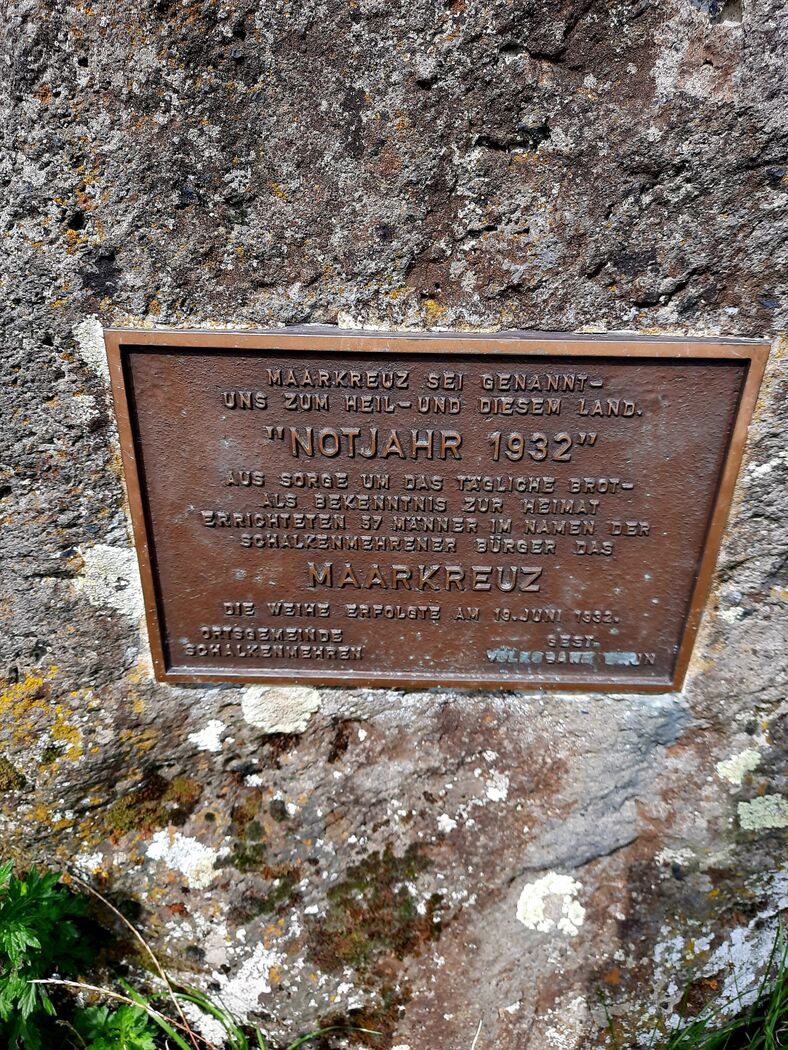 MAARKREUZ SEI GENANNT-
UNS ZUM HEIL-UND DIESEM LAND.
"NOTJAHR 1932"
AUS SORGE UM DAS TÄGLICHE BROT-
ALS BEKENNTNIS ZUR HEIMAT
ERRICHTETEN 37 MÄNNER IM NAMEN DER
SCHALKENMEHRENER BÜRGER DAS
MAARKREUZ
DIE WEIHE ERFOLGTE AM 19.JUNI 1932.
ORTSGEMEINDE
SCHALKENMEHREN
GEST.
VOLKSBANK DAUN